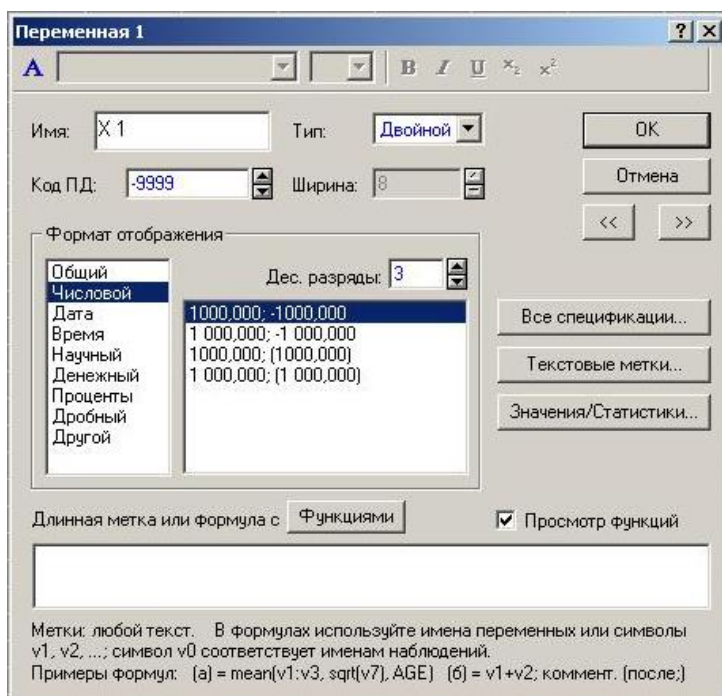 Переменная 1 ? x
A B I U x₂ x²
Имя: X 1 Тип: Двойной OK
Код ПД: -9999 Ширина: 8 Отмена
<< >>
Формат отображения
Общий
Числовой
Дата
Время
Научный
Денежный
Проценты
Дробный
Другой
Дес. разряды: 3
1000,000; -1000,000
1 000,000; -1 000,000
1000,000; (1000,000)
1 000,000; (1 000,000)
Все спецификации...
Текстовые метки...
Значения/Статистики...
Длинная метка или формула с Функциями Просмотр функций
Метки: любой текст. В формулах используйте имена переменных или символы
v1, v2, ...; символ v0 соответствует именам наблюдений.
Примеры формул: (а) = mean(v1:v3, sqrt(v7), AGE) (б) = v1+v2; коммент. (после;)